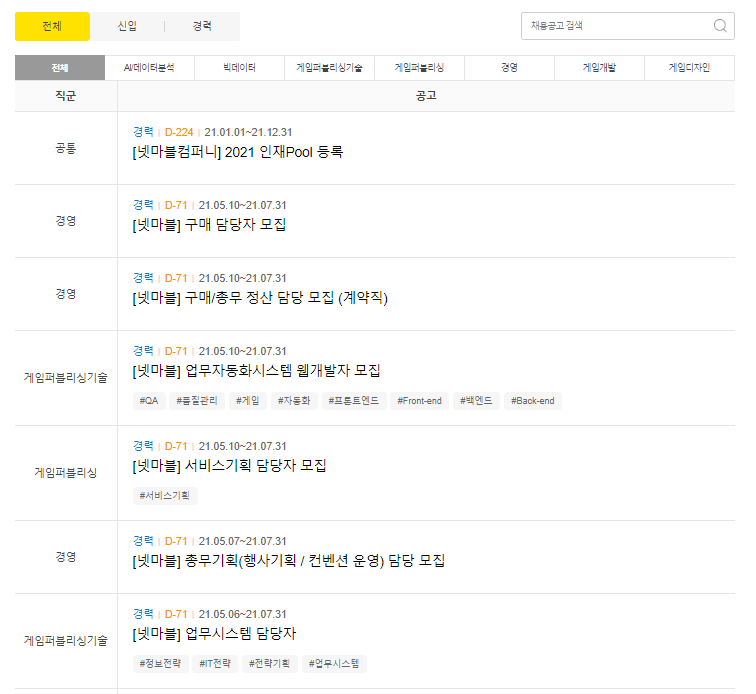 전체 신입 경력 채용공고 검색
전체 AI/데이터분석 빅데이터 게임퍼블리싱기술 게임퍼블리싱 경영 게임개발 게임디자인
직군 공고
공통
경력 D-224 21.01.01~21.12.31
[넷마블컴퍼니] 2021 인재Pool 등록
경영
경력 D-71 21.05.10~21.07.31
[넷마블] 구매 담당자 모집
경영
경력 D-71 21.05.10~21.07.31
[넷마블] 구매/총무 정산 담당 모집 (계약직)
게임퍼블리싱기술
경력 D-71 21.05.10~21.07.31
[넷마블] 업무자동화시스템 웹개발자 모집
#QA #품질관리 #게임 #자동화 #프론트엔드 #Front-end #백엔드 #Back-end
게임퍼블리싱
경력 D-71 21.05.10~21.07.31
[넷마블] 서비스기획 담당자 모집
#서비스기획
경영
경력 D-71 21.05.07~21.07.31
[넷마블] 총무기획(행사기획 / 컨벤션 운영) 담당 모집
게임퍼블리싱기술
경력 D-71 21.05.06~21.07.31
[넷마블] 업무시스템 담당자
#정보전략 #IT전략 #전략기획 #업무시스템